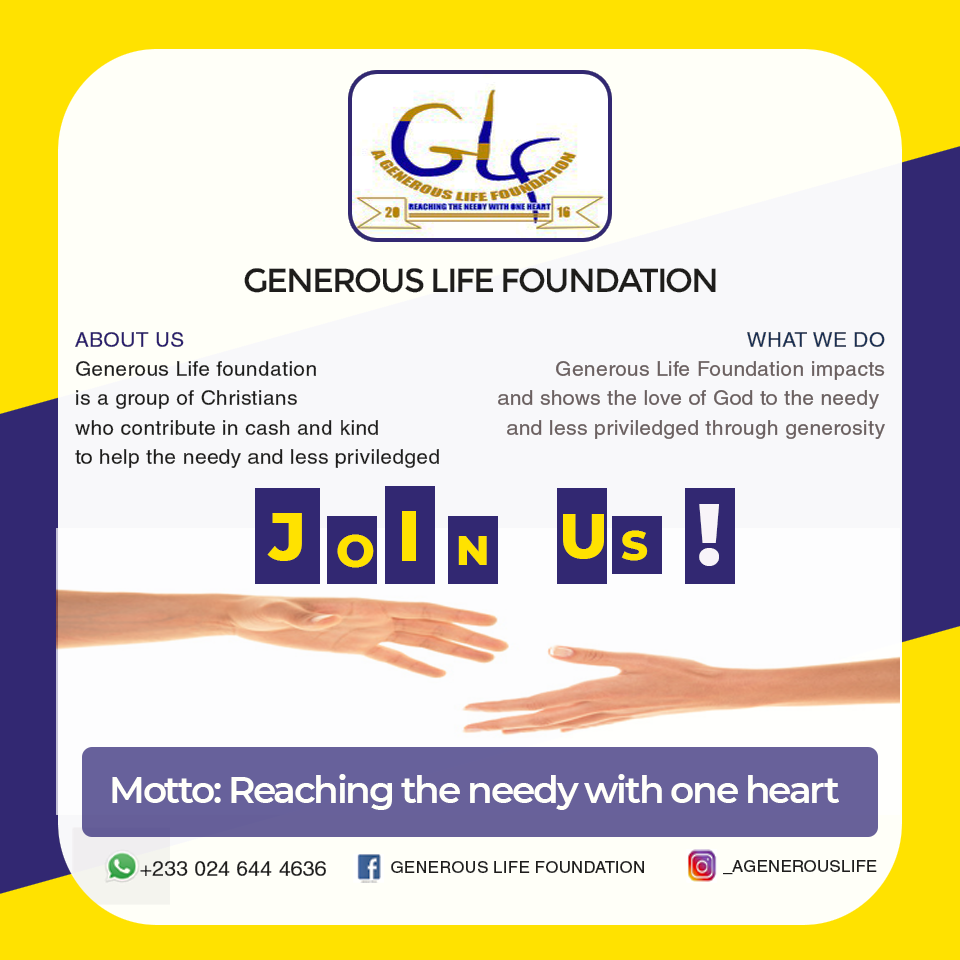 GLF
A GENEROUS LIFE FOUNDATION
20 REACHING THE NEEDY WITH ONE HEART 16
GENEROUS LIFE FOUNDATION
ABOUT US
Generous Life foundation
is a group of Christians
who contribute in cash and kind
to help the needy and less priviledged
WHAT WE DO
Generous Life Foundation impacts
and shows the love of God to the needy
and less priviledged through generosity
JoIN Us!
Motto: Reaching the needy with one heart
+233 024 644 4636
GENEROUS LIFE FOUNDATION
_AGENEROUSLIFE